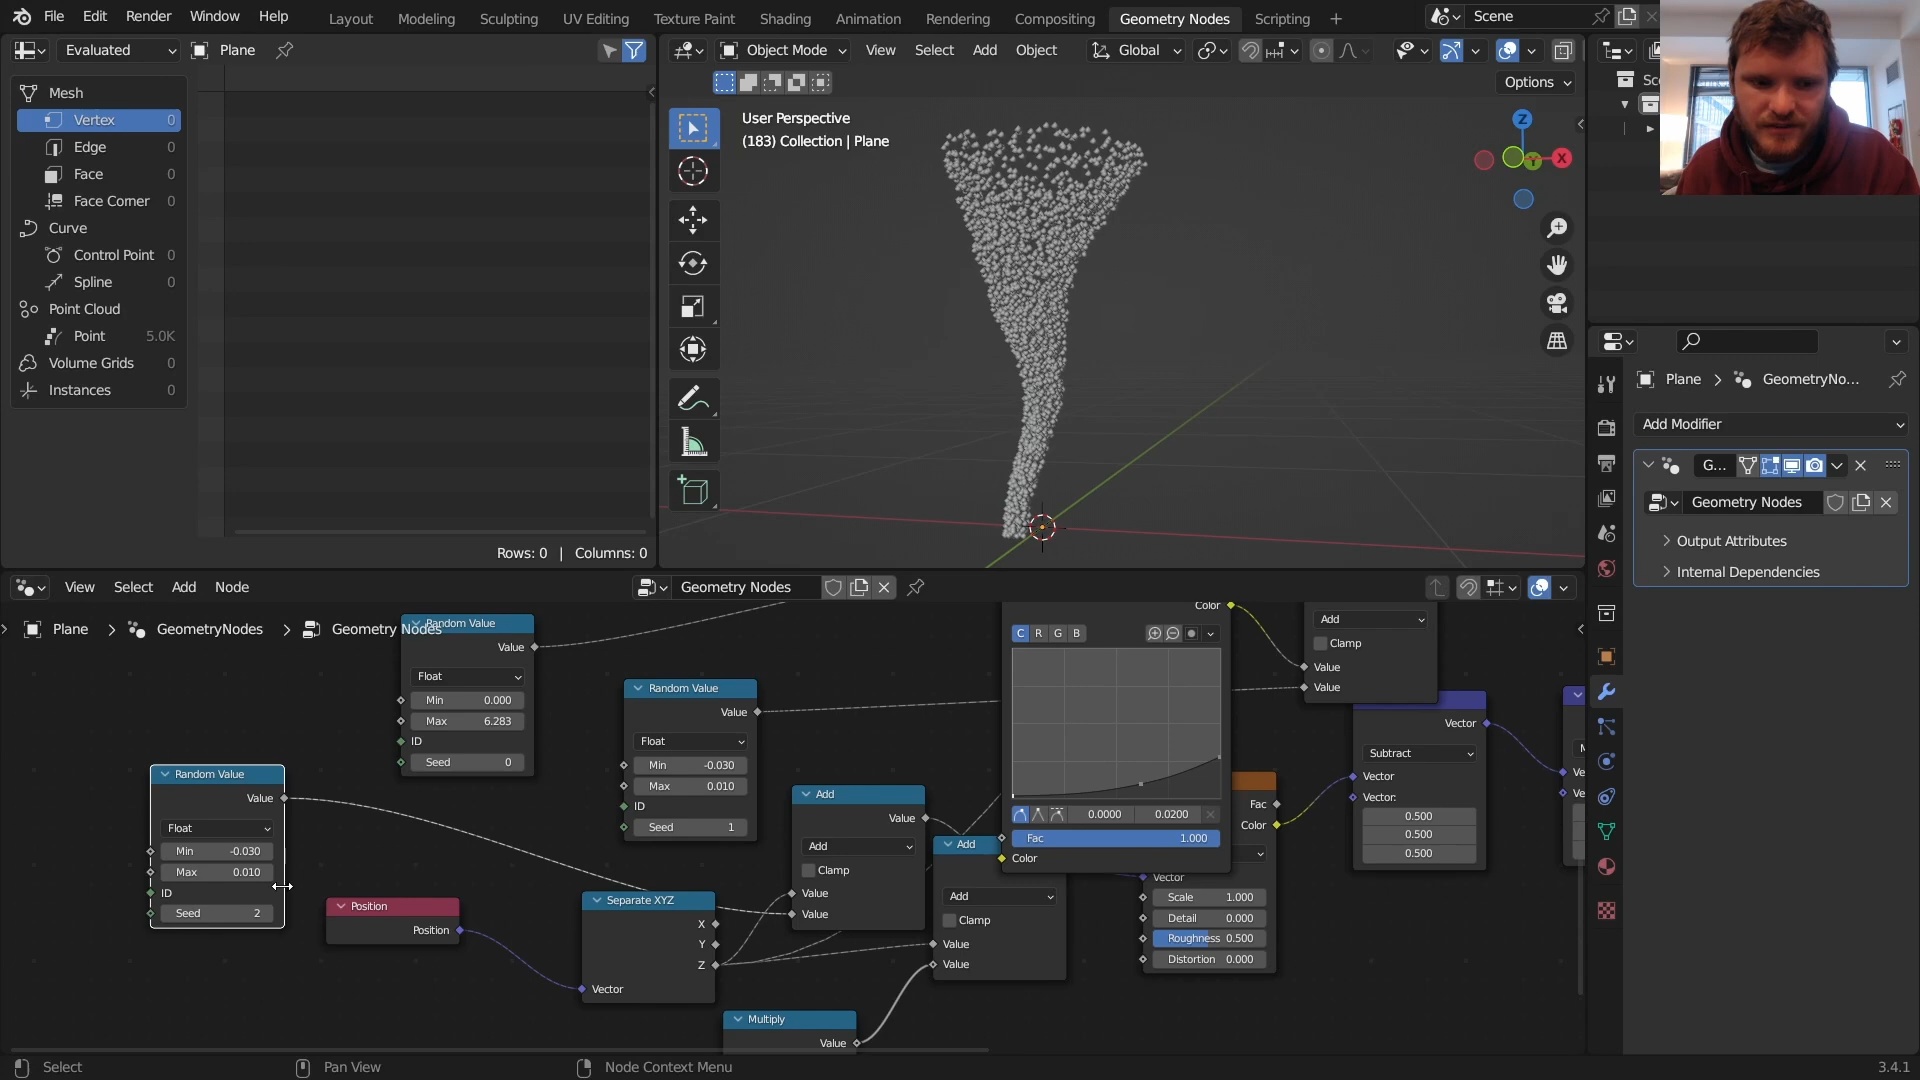 File Edit Render Window Help
Layout Modeling Sculpting UV Editing Texture Paint Shading Animation Rendering Compositing Geometry Nodes Scripting
Scene
Evaluated
Plane
Object Mode
View Select Add Object
Global
Options
Mesh
Vertex 0
Edge 0
Face 0
Face Corner 0
Curve
Control Point 0
Spline 0
Point Cloud
Point 5.0K
Volume Grids 0
Instances 0
Rows: 0 | Columns: 0
User Perspective
(183) Collection | Plane
Z
Y
X
Plane GeometryNo...
Add Modifier
G...
Geometry Nodes
Output Attributes
Internal Dependencies
View Select Add Node
Geometry Nodes
Plane GeometryNodes Geometry Nodes
Random Value
Value
Float
Min 0.000
Max 6.283
ID
Seed 0
Random Value
Value
Float
Min -0.030
Max 0.010
ID
Seed 1
Random Value
Value
Float
Min -0.030
Max 0.010
ID
Seed 2
Position
Position
Separate XYZ
X
Y
Z
Vector
Add
Value
Add
Clamp
Value
Value
Add
Add
Clamp
Value
Value
Multiply
Value
Color
C R G B
0.0000 0.0200
Fac 1.000
Color
Add
Clamp
Value
Value
Fac
Color
Vector
Scale 1.000
Detail 0.000
Roughness 0.500
Distortion 0.000
Vector
Subtract
Vector
Vector:
0.500
0.500
0.500
Select Pan View Node Context Menu
3.4.1